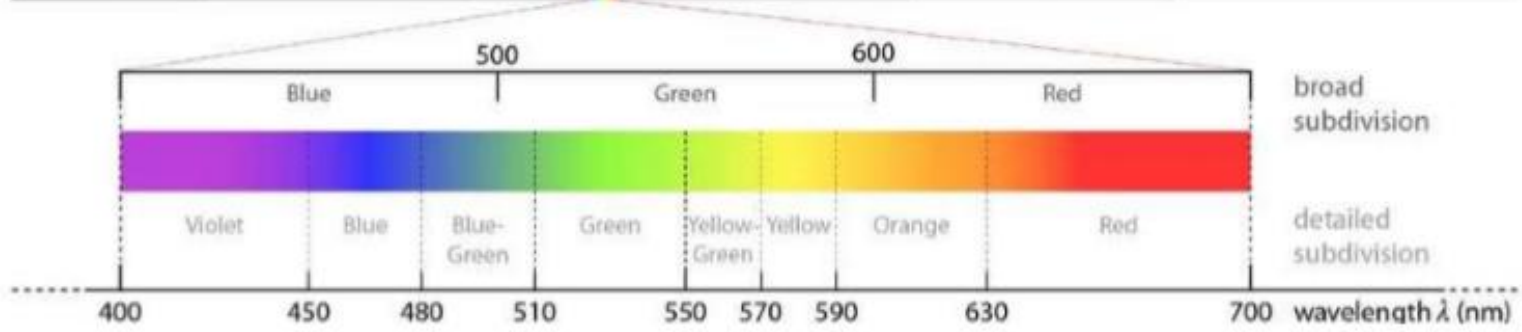 500 600
Blue Green Red broad
subdivision
Violet Blue Blue- Green Yellow- Yellow Orange Red detailed
Green Green subdivision
400 450 480 510 550 570 590 630 700 wavelength λ (nm)